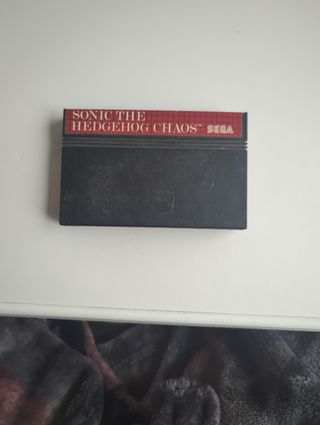 SONIC THE
HEDGEHOG CHAOS™ SEGA